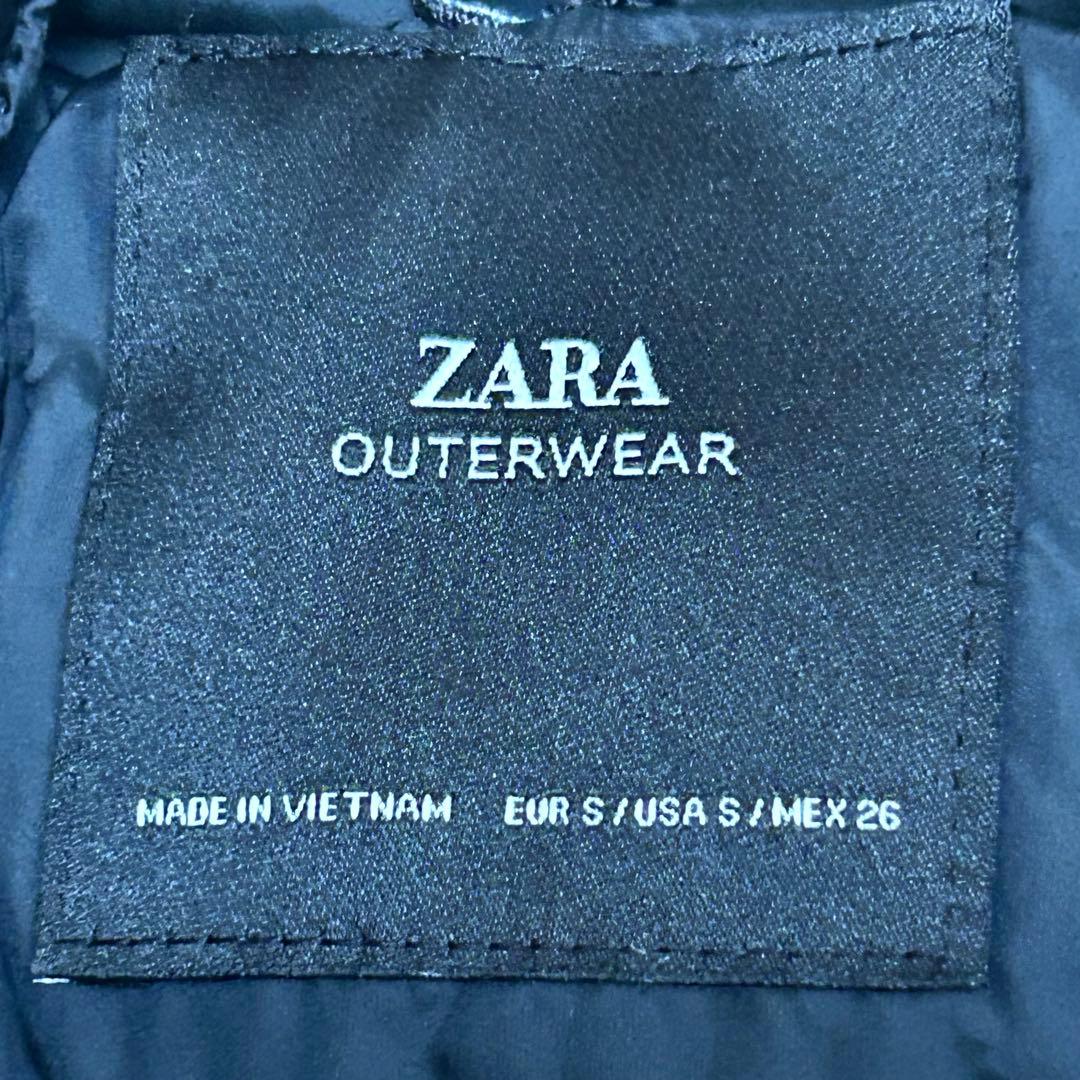 ZARA
OUTERWEAR
MADE IN VIETNAM EUR S / USA S / MEX 26